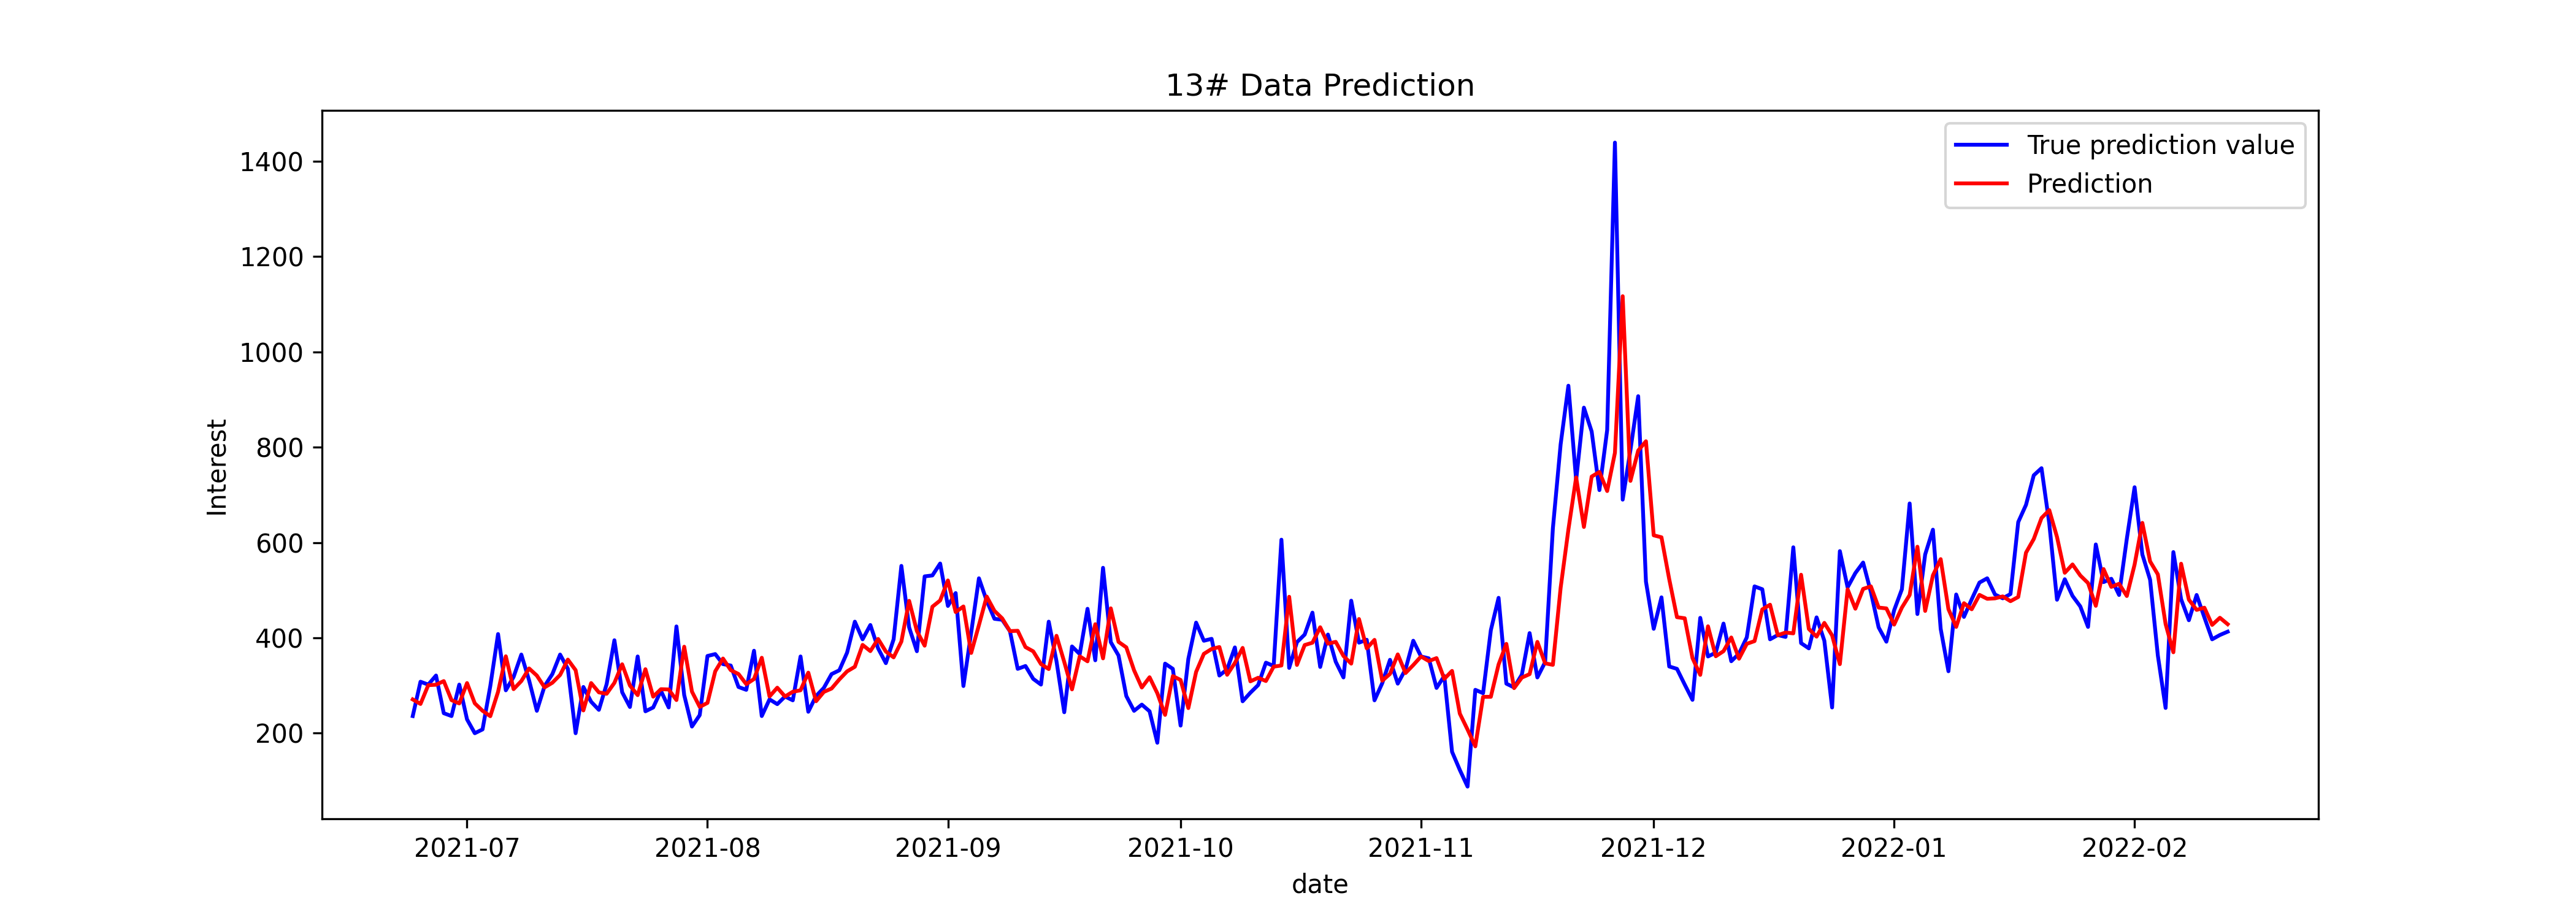 13# Data Prediction
True prediction value
Prediction
1400
1200
1000
800
600
400
200
Interest
2021-07 2021-08 2021-09 2021-10 2021-11 2021-12 2022-01 2022-02
date